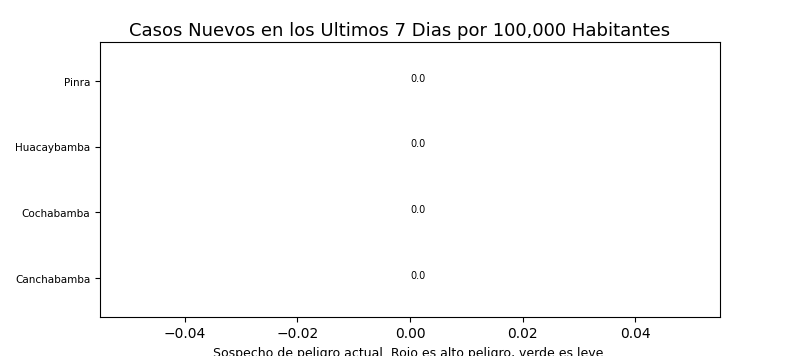 Casos Nuevos en los Ultimos 7 Dias por 100,000 Habitantes
Pinra
0.0
Huacaybamba
0.0
Cochabamba
0.0
Canchabamba
0.0
−0.04 −0.02 0.00 0.02 0.04
Sospecho de peligro actual. Rojo es alto peligro, verde es leve